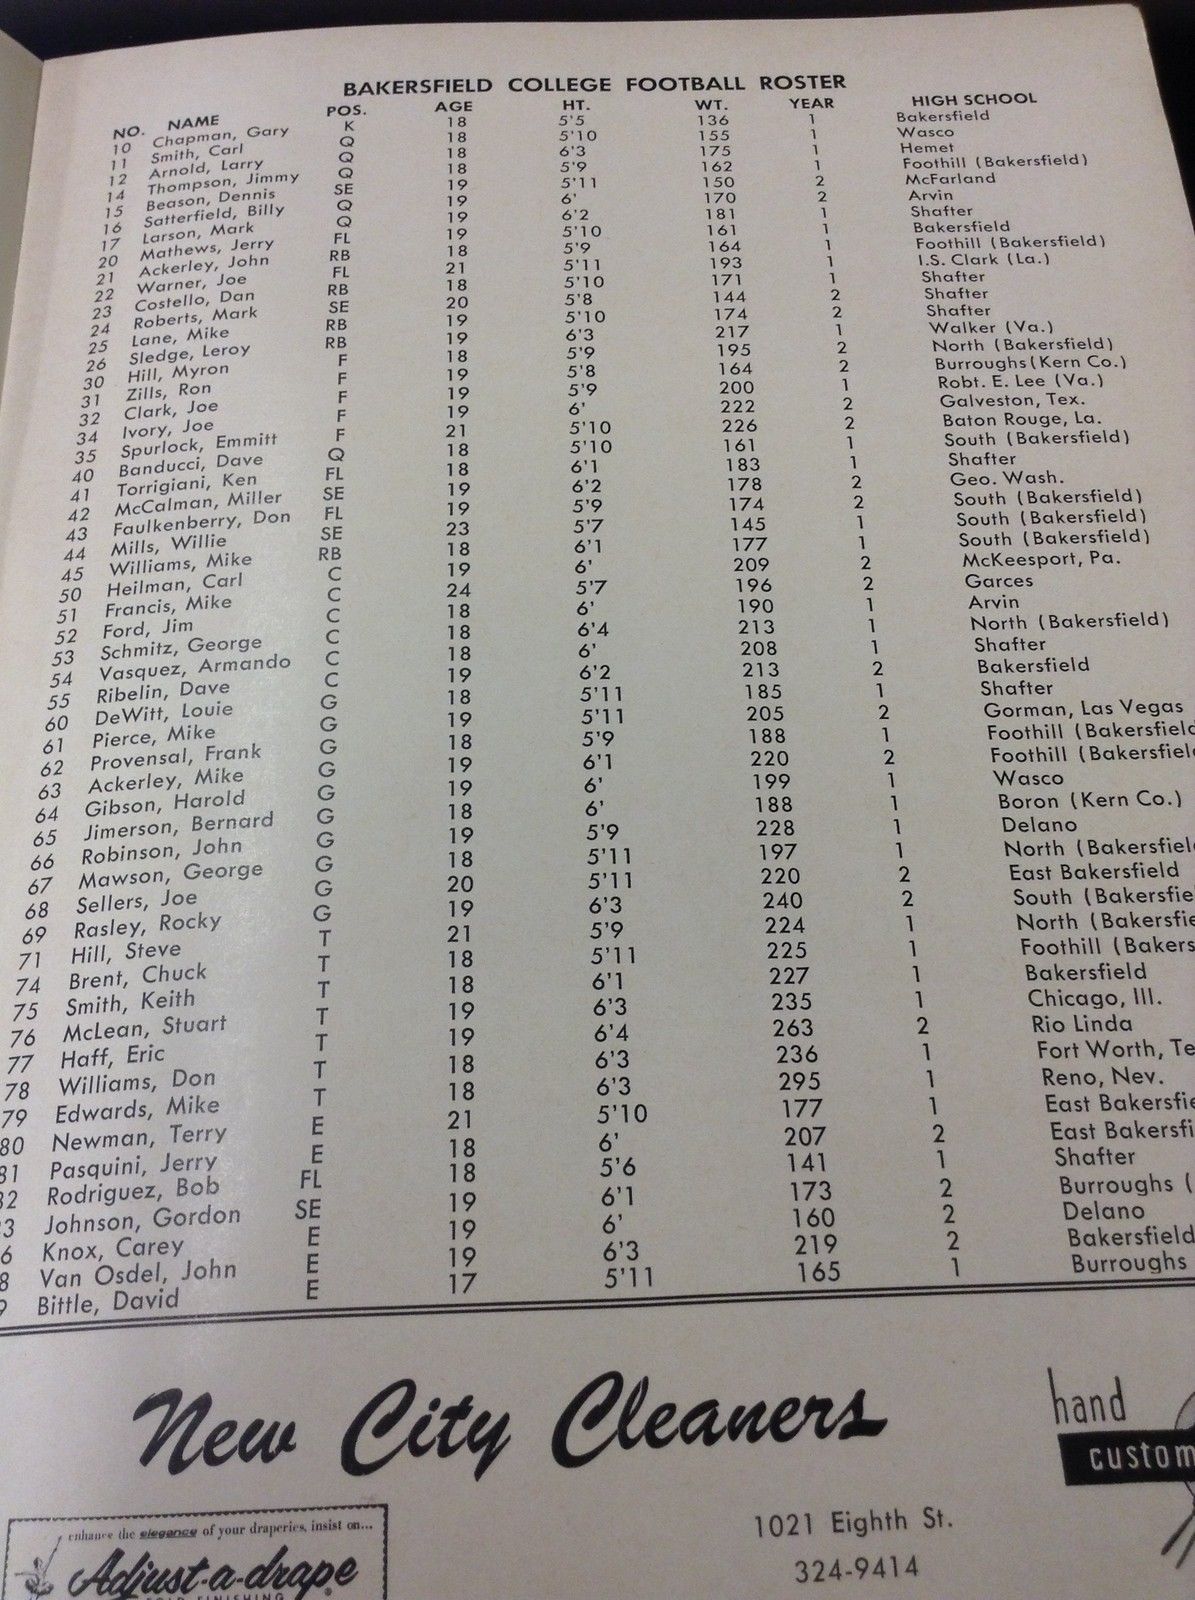 BAKERSFIELD COLLEGE FOOTBALL ROSTER
NO. NAME POS. AGE HT. WT. YEAR HIGH SCHOOL
10 Chapman, Gary K 18 5'5 136 1 Bakersfield
11 Smith, Carl Q 18 5'10 155 1 Wasco
12 Arnold, Larry Q 18 6'3 175 1 Hemet
14 Thompson, Jimmy Q 18 5'9 162 1 Foothill (Bakersfield)
15 Beason, Dennis SE 19 5'11 150 2 McFarland
16 Satterfield, Billy Q 19 6' 170 2 Arvin
17 Larson, Mark Q 19 6'2 181 1 Shafter
20 Mathews, Jerry FL 19 5'10 161 1 Bakersfield
21 Ackerley, John RB 18 5'9 164 1 Foothill (Bakersfield)
22 Warner, Joe FL 21 5'11 193 1 I.S. Clark (La.)
23 Costello, Dan RB 18 5'10 171 1 Shafter
24 Roberts, Mark SE 20 5'8 144 2 Shafter
25 Lane, Mike RB 19 5'10 174 2 Shafter
26 Sledge, Leroy RB 19 6'3 217 1 Walker (Va.)
30 Hill, Myron F 18 5'9 195 2 North (Bakersfield)
31 Zills, Ron F 19 5'8 164 2 Burroughs(Kern Co.)
32 Clark, Joe F 19 5'9 200 1 Robt. E. Lee (Va.)
34 Ivory, Joe F 19 6' 222 2 Galveston, Tex.
35 Spurlock, Emmitt F 21 5'10 226 2 Baton Rouge, La.
40 Banducci, Dave Q 18 5'10 161 1 South (Bakersfield)
41 Torrigiani, Ken FL 18 6'1 183 1 Shafter
42 McCalman, Miller SE 19 6'2 178 2 Geo. Wash.
43 Faulkenberry, Don FL 19 5'9 174 2 South (Bakersfield)
44 Mills, Willie SE 23 5'7 145 1 South (Bakersfield)
45 Williams, Mike RB 18 6'1 177 1 South (Bakersfield)
50 Heilman, Carl C 19 6' 209 2 McKeesport, Pa.
51 Francis, Mike C 24 5'7 196 2 Garces
52 Ford, Jim C 18 6' 190 1 Arvin
53 Schmitz, George C 18 6'4 213 1 North (Bakersfield)
54 Vasquez, Armando C 18 6' 208 1 Shafter
55 Ribelin, Dave C 19 6'2 213 2 Bakersfield
60 DeWitt, Louie G 18 5'11 185 1 Shafter
61 Pierce, Mike G 19 5'11 205 2 Gorman, Las Vegas
62 Provensal, Frank G 18 5'9 188 1 Foothill (Bakersfield
63 Ackerley, Mike G 19 6'1 220 2 Foothill (Bakersfiel
64 Gibson, Harold G 19 6' 199 1 Wasco
65 Jimerson, Bernard G 18 6' 188 1 Boron (Kern Co.)
66 Robinson, John G 19 5'9 228 1 Delano
67 Mawson, George G 18 5'11 197 1 North (Bakersfiel
68 Sellers, Joe G 20 5'11 220 2 East Bakersfield
69 Rasley, Rocky G 19 6'3 240 2 South (Bakersfie
71 Hill, Steve T 21 5'9 224 1 North (Bakersfie
74 Brent, Chuck T 18 5'11 225 1 Foothill (Bakers
75 Smith, Keith T 18 6'1 227 1 Bakersfield
76 McLean, Stuart T 19 6'3 235 1 Chicago, Ill.
77 Haff, Eric T 19 6'4 263 2 Rio Linda
78 Williams, Don T 18 6'3 236 1 Fort Worth, Te
79 Edwards, Mike T 18 6'3 295 1 Reno, Nev.
80 Newman, Terry E 21 5'10 177 1 East Bakersfie
81 Pasquini, Jerry E 18 6' 207 2 East Bakersfi
32 Rodriguez, Bob FL 18 5'6 141 1 Shafter
3 Johnson, Gordon SE 19 6'1 173 2 Burroughs (
6 Knox, Carey E 19 6' 160 2 Delano
8 Van Osdel, John E 19 6'3 219 2 Bakersfield
9 Bittle, David E 17 5'11 165 1 Burroughs
New City Cleaners
hand
custom
enhance the elegance of your draperies, insist on...
Adjust-a-drape
FOLD FINISHING
1021 Eighth St.
324-9414